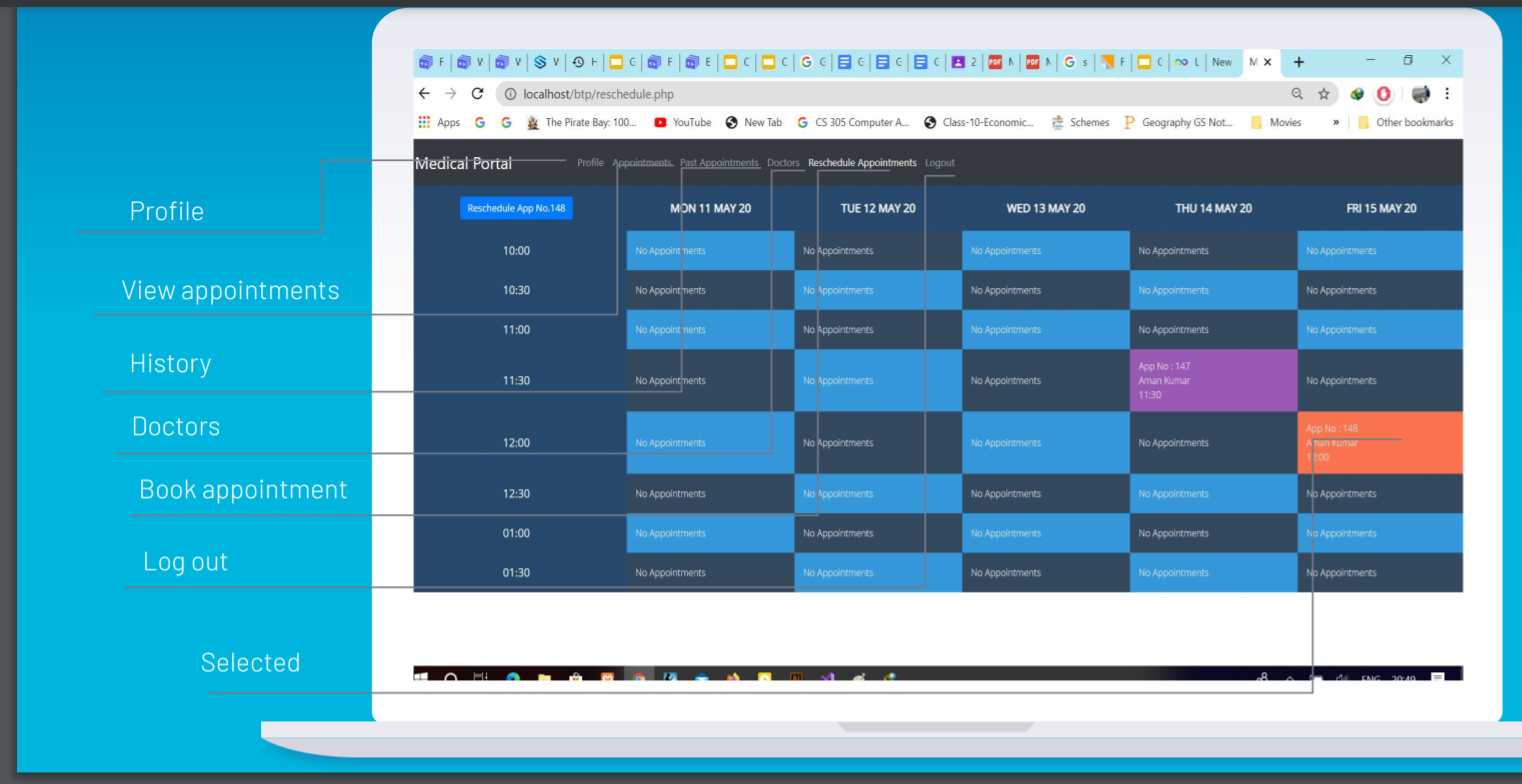 F V V S V H G F E C C G G G G C 2 N N G s F C L New M
localhost/btp/reschedule.php
Apps G G The Pirate Bay: 100... YouTube New Tab CS 305 Computer A... Class-10-Economic... Schemes Geography GS Not... Movies » Other bookmarks
Medical Portal Profile Appointments Past Appointments Doctors Reschedule Appointments Logout
Profile
View appointments
History
Doctors
Book appointment
Log out
Selected
Reschedule App No.148 MON 11 MAY 20 TUE 12 MAY 20 WED 13 MAY 20 THU 14 MAY 20 FRI 15 MAY 20
10:00 No Appointments No Appointments No Appointments No Appointments No Appointments
10:30 No Appointments No Appointments No Appointments No Appointments No Appointments
11:00 No Appointments No Appointments No Appointments No Appointments No Appointments
11:30 No Appointments No Appointments No Appointments App No : 147 No Appointments
Aman Kumar
11:30
12:00 No Appointments No Appointments No Appointments No Appointments App No : 148
Aman Kumar
12:00
12:30 No Appointments No Appointments No Appointments No Appointments No Appointments
01:00 No Appointments No Appointments No Appointments No Appointments No Appointments
01:30 No Appointments No Appointments No Appointments No Appointments No Appointments
ENG 20:49